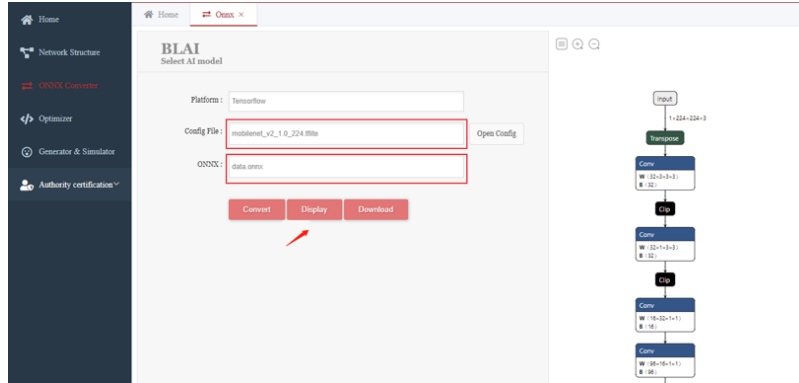 Home
Network Structure
ONNX Converter
Optimizer
Generator & Simulator
Authority certification
Home
Onnx ×
BLAI
Select AI model
Platform :
Tensorflow
Config File :
mobilenet_v2_1.0_224.tflite
Open Config
ONNX :
data.onnx
Convert
Display
Download
input
1×224×224×3
Transpose
Conv
W ⟨32×3×3×3⟩
B ⟨32⟩
Clip
Conv
W ⟨32×1×3×3⟩
B ⟨32⟩
Clip
Conv
W ⟨16×32×1×1⟩
B ⟨16⟩
Conv
W ⟨96×16×1×1⟩
B ⟨96⟩